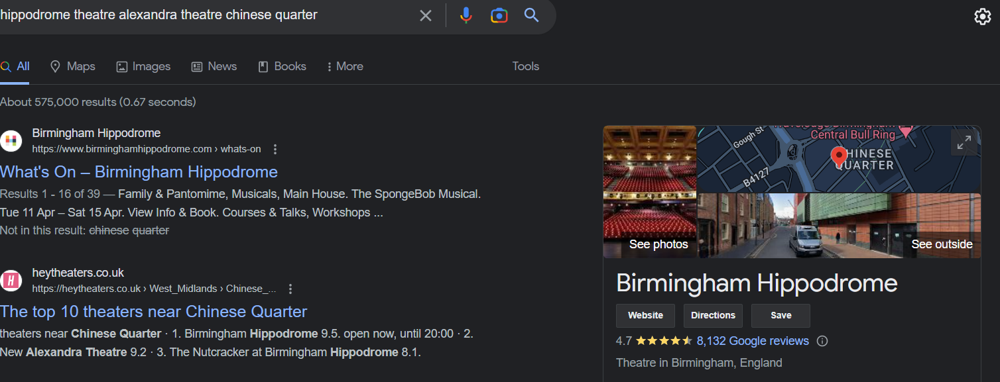 hippodrome theatre alexandra theatre chinese quarter
All Maps Images News Books More Tools
About 575,000 results (0.67 seconds)
Birmingham Hippodrome
https://www.birminghamhippodrome.com › whats-on
What's On – Birmingham Hippodrome
Results 1 - 16 of 39 — Family & Pantomime, Musicals, Main House. The SpongeBob Musical.
Tue 11 Apr – Sat 15 Apr. View Info & Book. Courses & Talks, Workshops ...
Not in this result: chinese quarter
H
heytheaters.co.uk
https://heytheaters.co.uk › West_Midlands › Chinese_...
The top 10 theaters near Chinese Quarter
theaters near Chinese Quarter · 1. Birmingham Hippodrome 9.5. open now, until 20:00 · 2.
New Alexandra Theatre 9.2 · 3. The Nutcracker at Birmingham Hippodrome 8.1.
Travelodge Birmingham
Central Bull Ring
Gough St
B4127
HINESE
QUARTER
See photos
See outside
Birmingham Hippodrome
Website Directions Save
4.7 8,132 Google reviews
Theatre in Birmingham, England